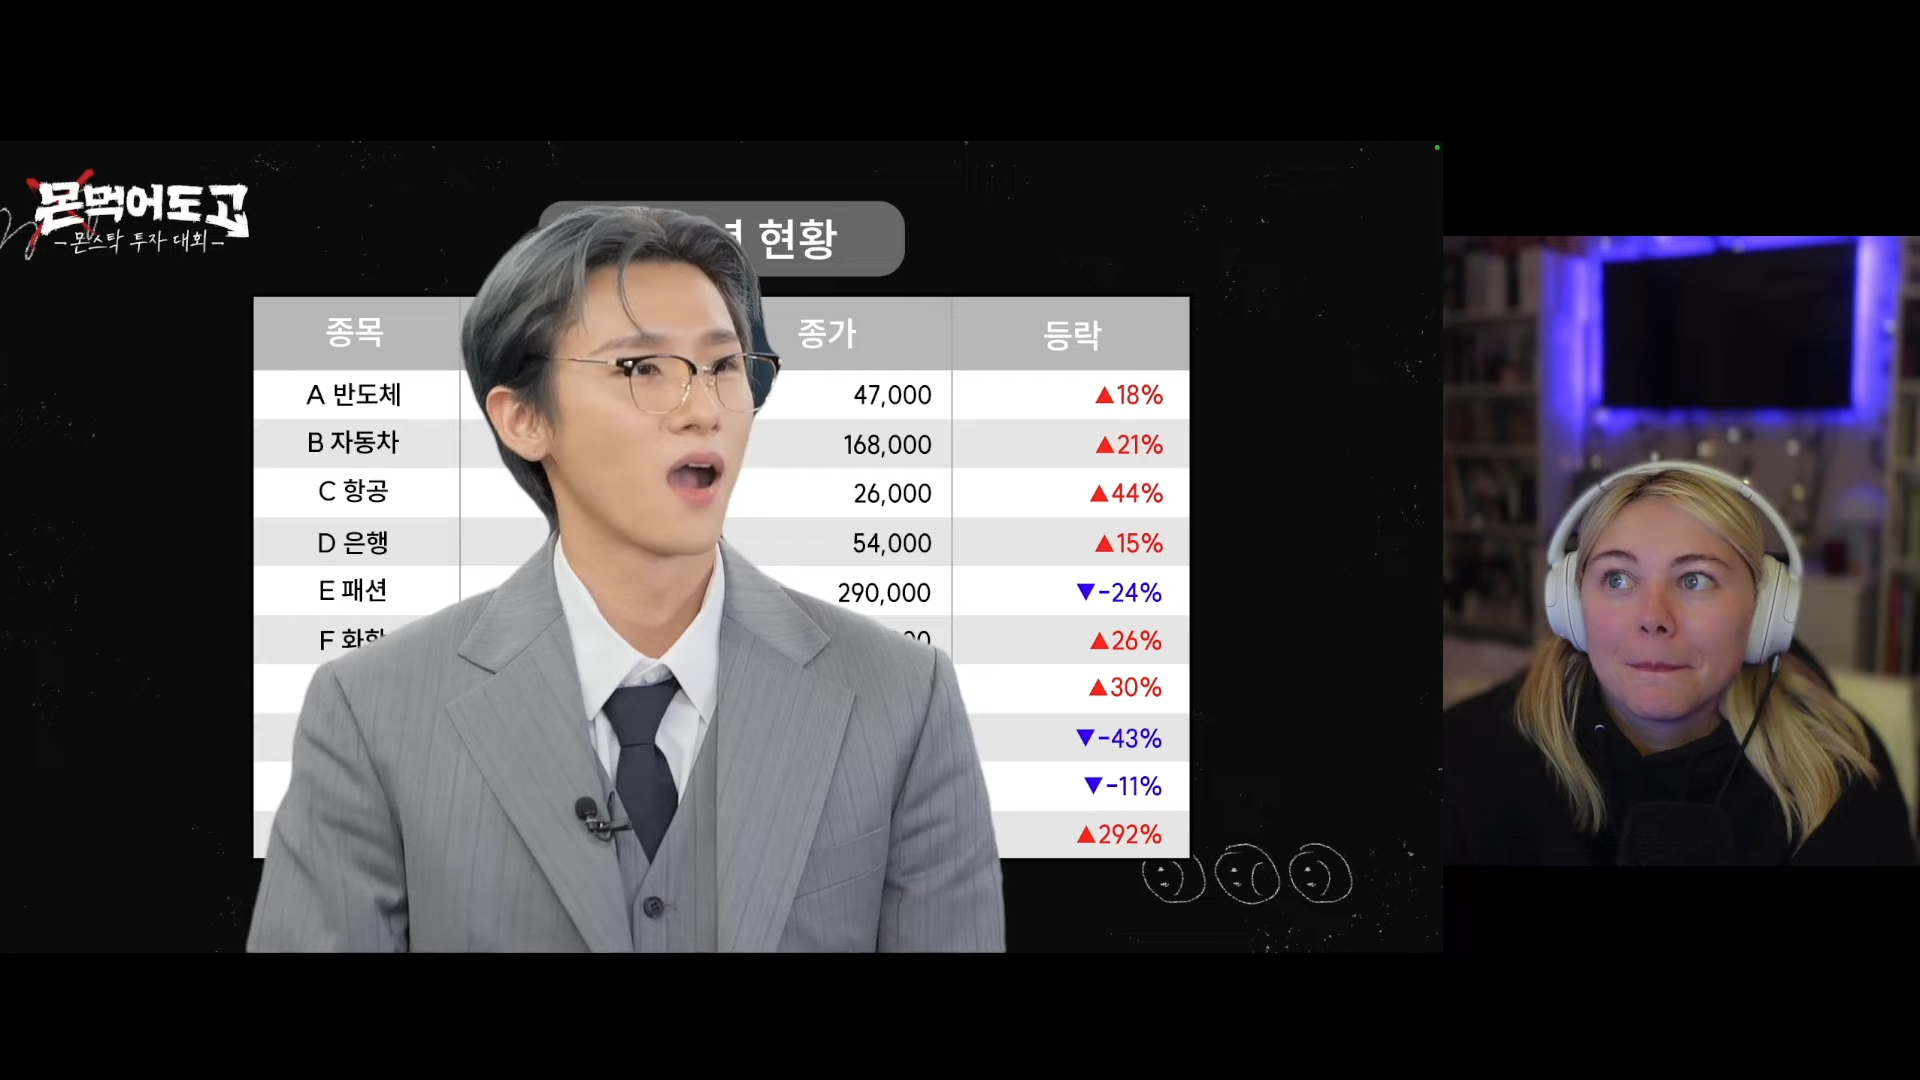 몬먹어도고
-몬스탁 투자 대회-
현황
종목 종가 등락
A 반도체 47,000 ▲18%
B 자동차 168,000 ▲21%
C 항공 26,000 ▲44%
D 은행 54,000 ▲15%
E 패션 290,000 ▼-24%
F ▲26%
▲30%
▼-43%
▼-11%
▲292%